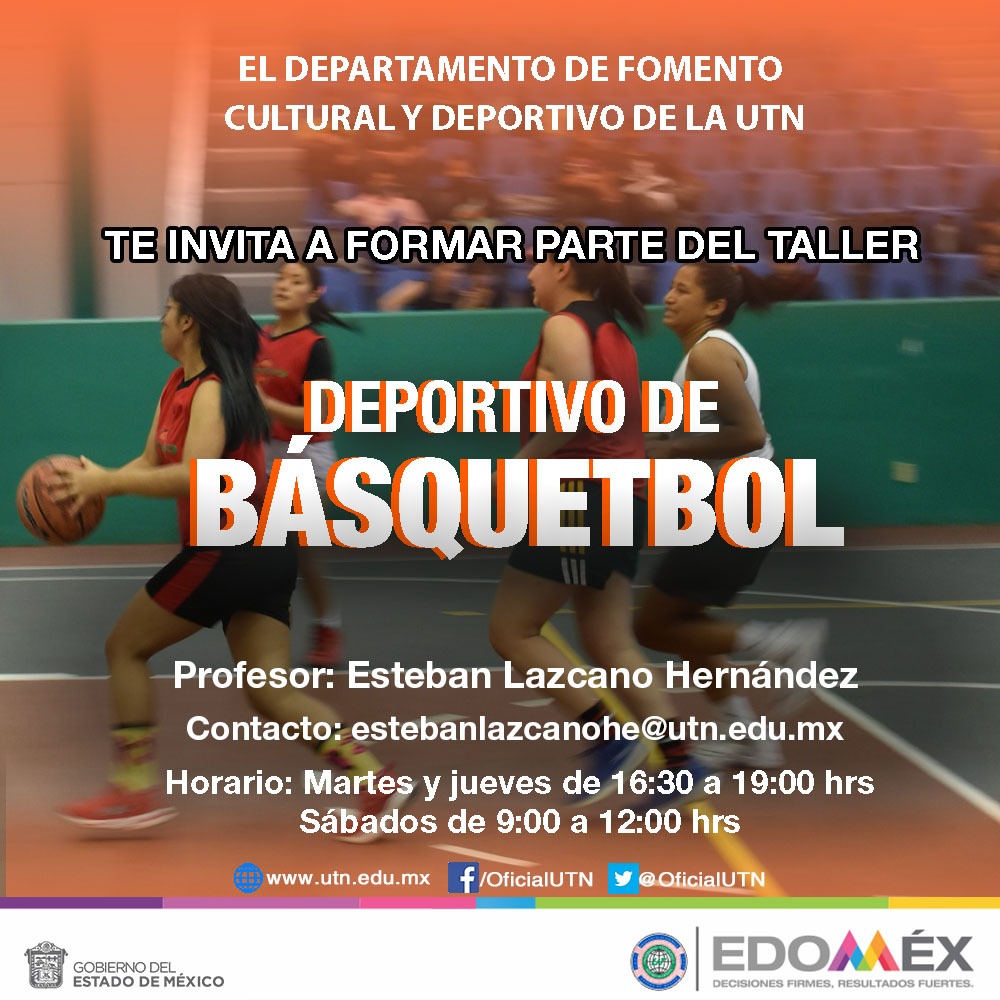 EL DEPARTAMENTO DE FOMENTO
CULTURAL Y DEPORTIVO DE LA UTN
TE INVITA A FORMAR PARTE DEL TALLER
DEPORTIVO DE
BÁSQUETBOL
Profesor: Esteban Lazcano Hernández
Contacto: estebanlazcanohe@utn.edu.mx
Horario: Martes y jueves de 16:30 a 19:00 hrs
Sábados de 9:00 a 12:00 hrs
www.utn.edu.mx /OficialUTN @OficialUTN
GOBIERNO DEL
ESTADO DE MÉXICO
EDOMÉX
DECISIONES FIRMES, RESULTADOS FUERTES.